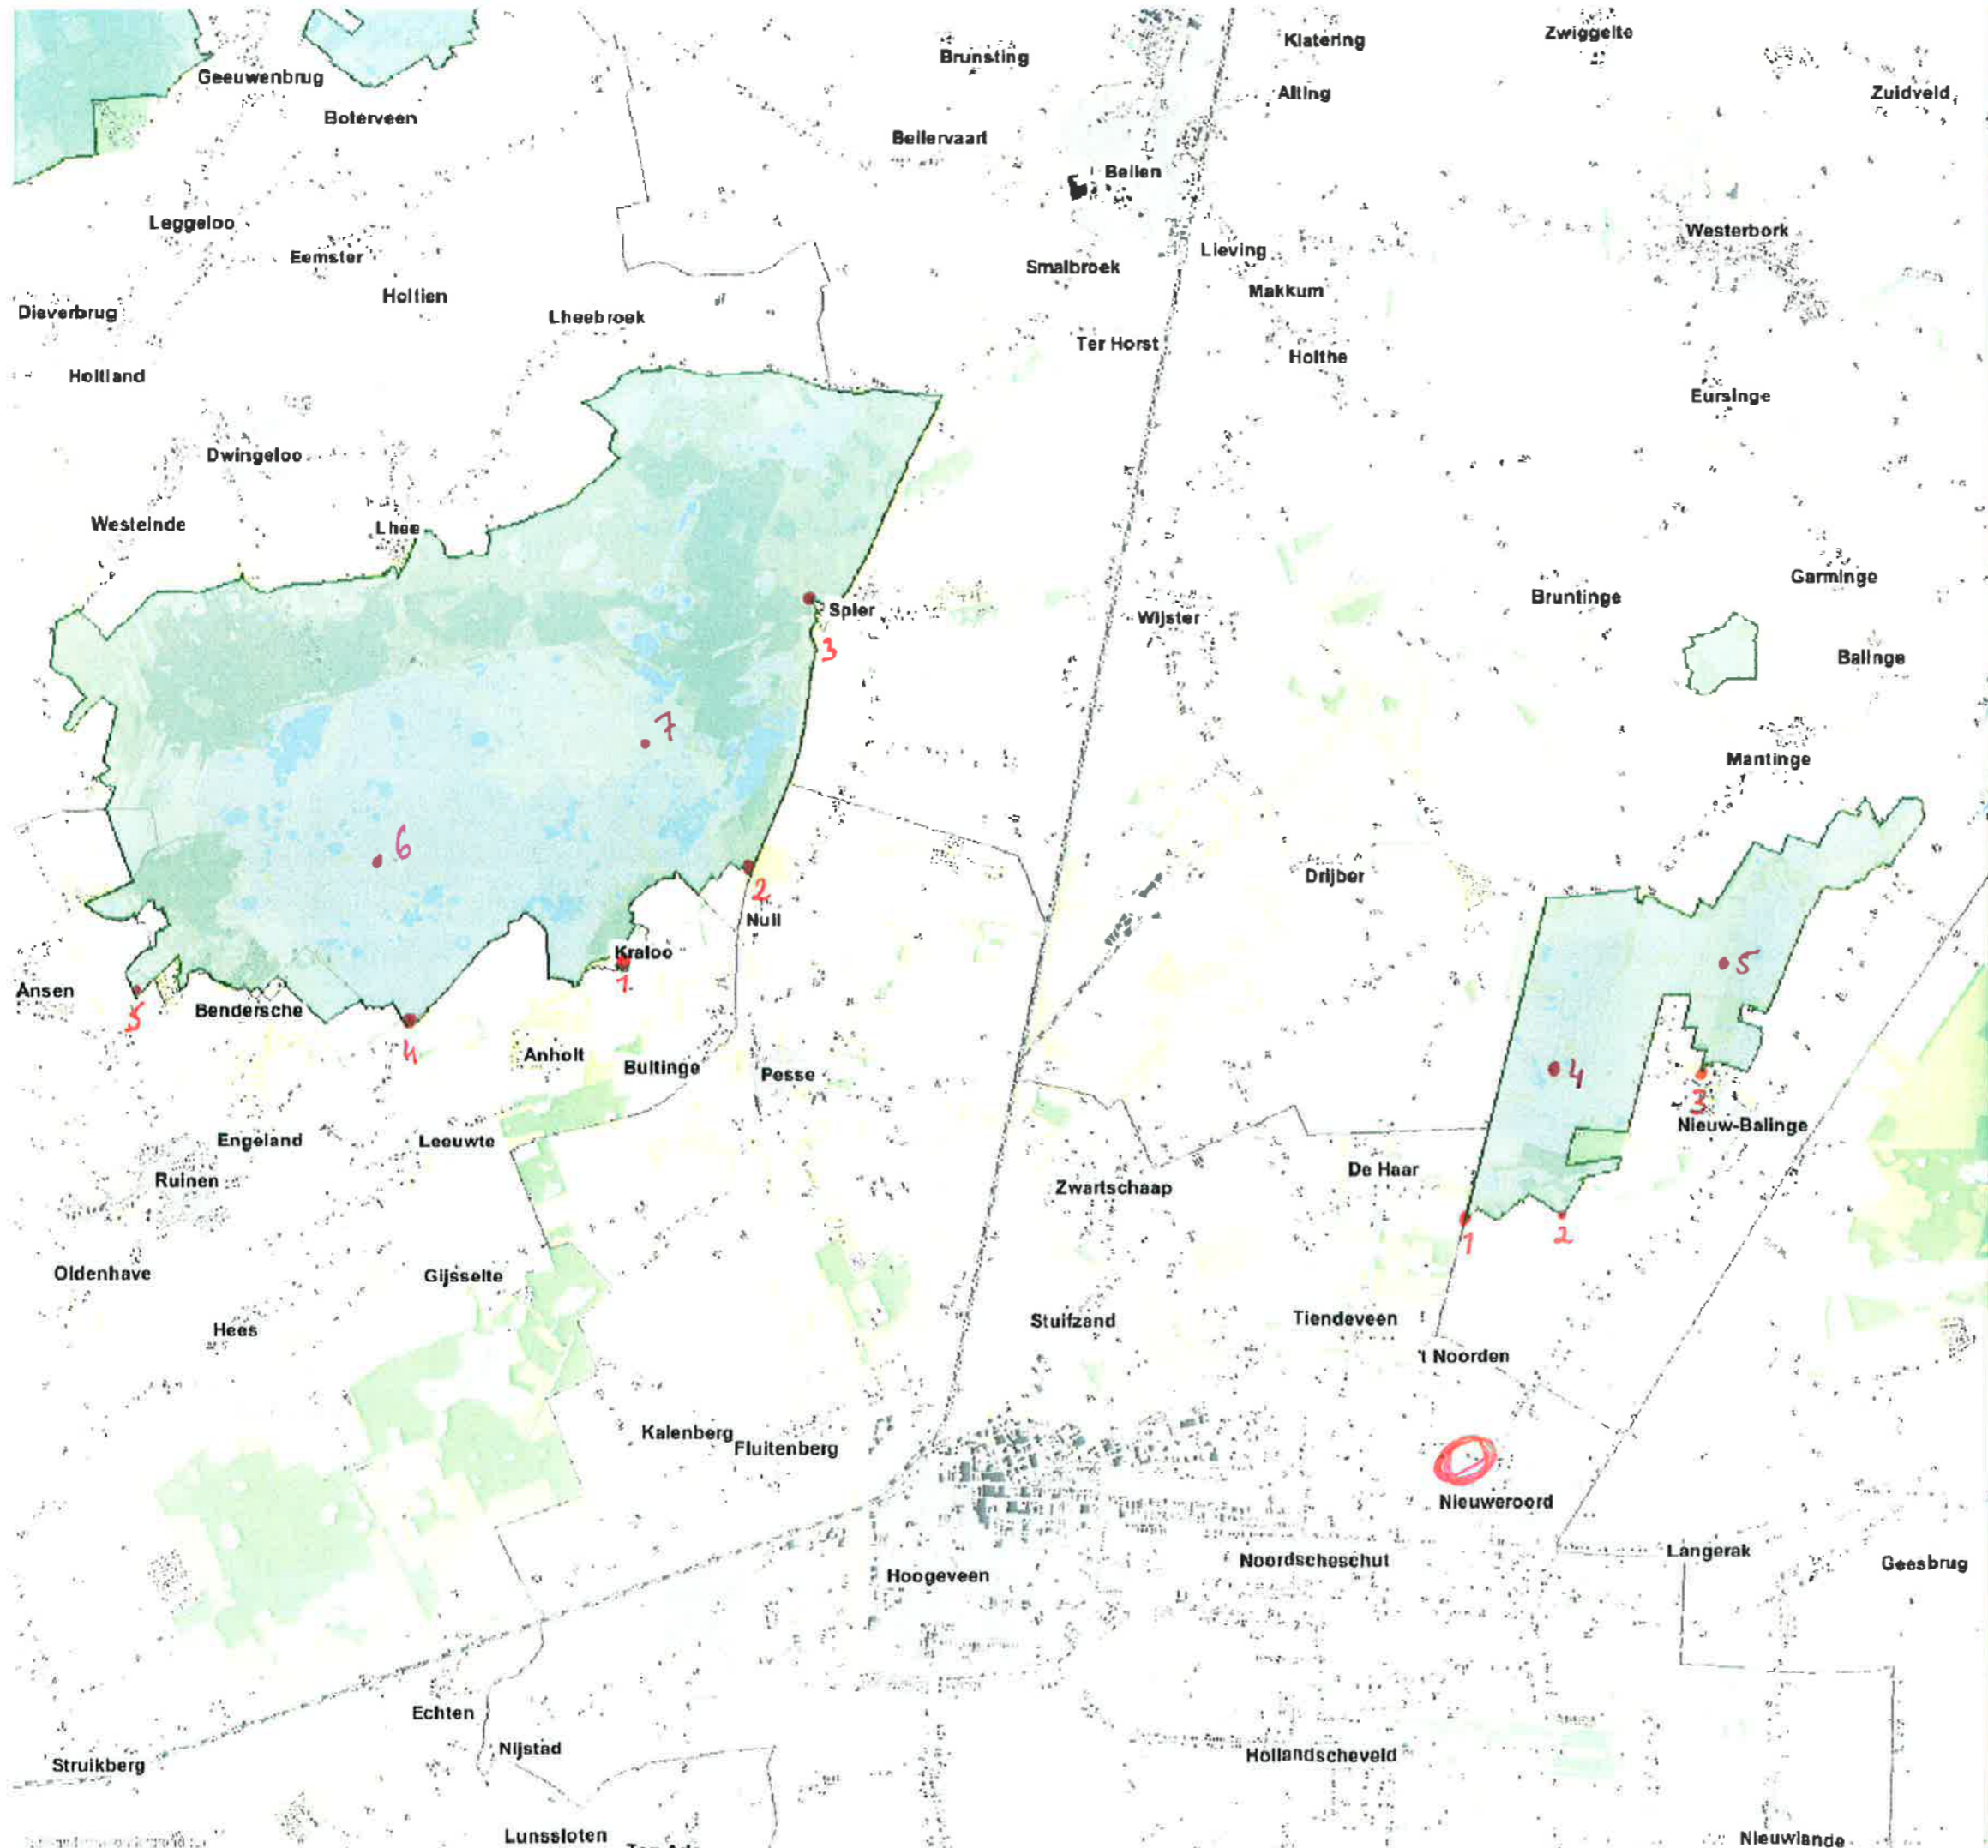 Klatering
Zwiggelte
Brunsting
Geeuwenbrug
Alting
Zuidveld
Boterveen
Beilervaart
Beilen
Leggeloo
Westerbork
Lieving
Eemster
Smalbroek
Makkum
Holtien
Dieverbrug
Lheebroek
Ter Horst
Holthe
Holtland
Eursinge
Dwingeloo
Westeinde
Lhee
Garminge
Bruntinge
Spier
Wijster
3
Balinge
7
Mantinge
6
Drijber
2
Null
Kraloo
5
1
Ansen
Bendersche
5
4
Anholt
Bultinge
Pesse
4
3
Nieuw-Balinge
Engeland
Leeuwte
De Haar
Ruinen
Zwartschaap
1
2
Oldenhave
Gijsselte
Hees
Stuifzand
Tiendeveen
't Noorden
Kalenberg
Fluitenberg
Nieuweroord
Langerak
Noordscheschut
Geesbrug
Hoogeveen
Echten
Nijstad
Hollandscheveld
Struikberg
Lunssloten
Nieuwlande